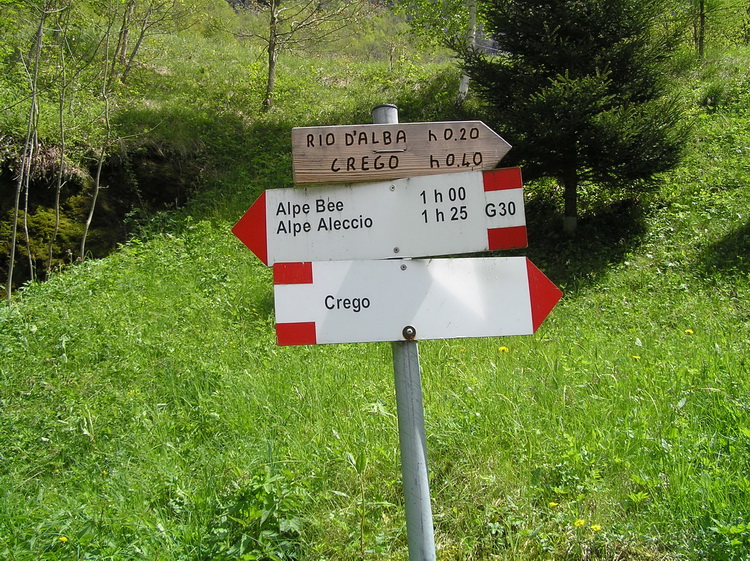 RIO D'ALBA h 0.20
CREGO h 0.40
Alpe Bee 1 h 00
Alpe Aleccio 1 h 25
G30
Crego